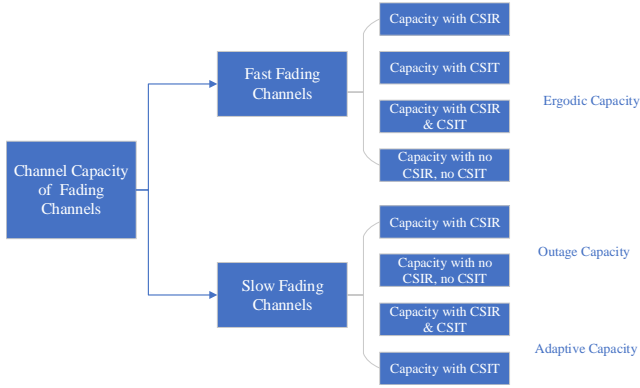 Channel Capacity
of Fading
Channels
Fast Fading
Channels
Capacity with CSIR
Capacity with CSIT
Capacity with CSIR
& CSIT
Capacity with no
CSIR, no CSIT
Ergodic Capacity
Slow Fading
Channels
Capacity with CSIR
Capacity with no
CSIR, no CSIT
Capacity with CSIR
& CSIT
Capacity with CSIT
Outage Capacity
Adaptive Capacity